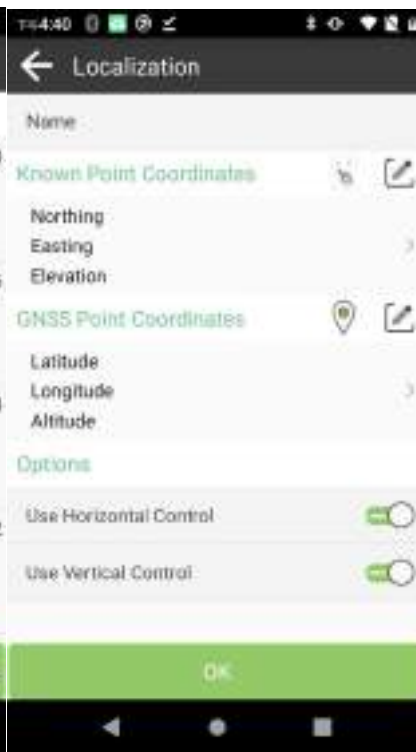 4:40
Localization
Name
Known Point Coordinates
Northing
Easting
Elevation
GNSS Point Coordinates
Latitude
Longitude
Altitude
Options
Use Horizontal Control
Use Vertical Control
OK